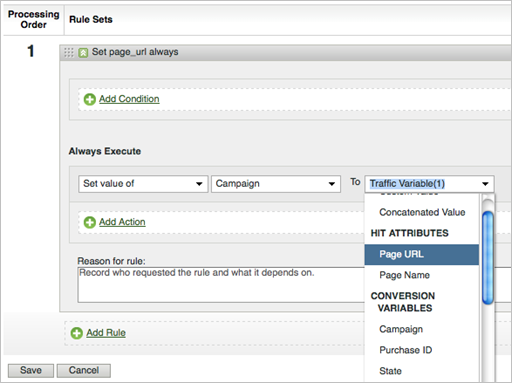 Processing Order
Rule Sets
1
Set page_url always
Add Condition
Always Execute
Set value of
Campaign
To
Traffic Variable(1)
Concatenated Value
HIT ATTRIBUTES
Page URL
Page Name
CONVERSION VARIABLES
Campaign
Purchase ID
State
Add Action
Reason for rule:
Record who requested the rule and what it depends on.
Add Rule
Save
Cancel